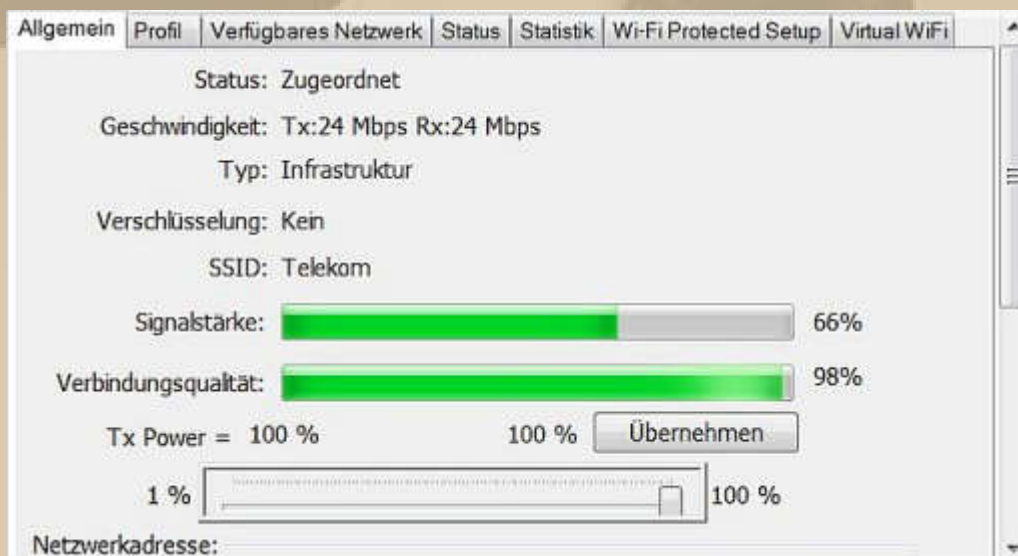 Allgemein Profil Verfügbares Netzwerk Status Statistik Wi-Fi Protected Setup Virtual WiFi
Status: Zugeordnet
Geschwindigkeit: Tx:24 Mbps Rx:24 Mbps
Typ: Infrastruktur
Verschlüsselung: Kein
SSID: Telekom
Signalstärke: 66%
Verbindungsqualität: 98%
Tx Power = 100 % 100 % Übernehmen
1 % 100 %
Netzwerkadresse: